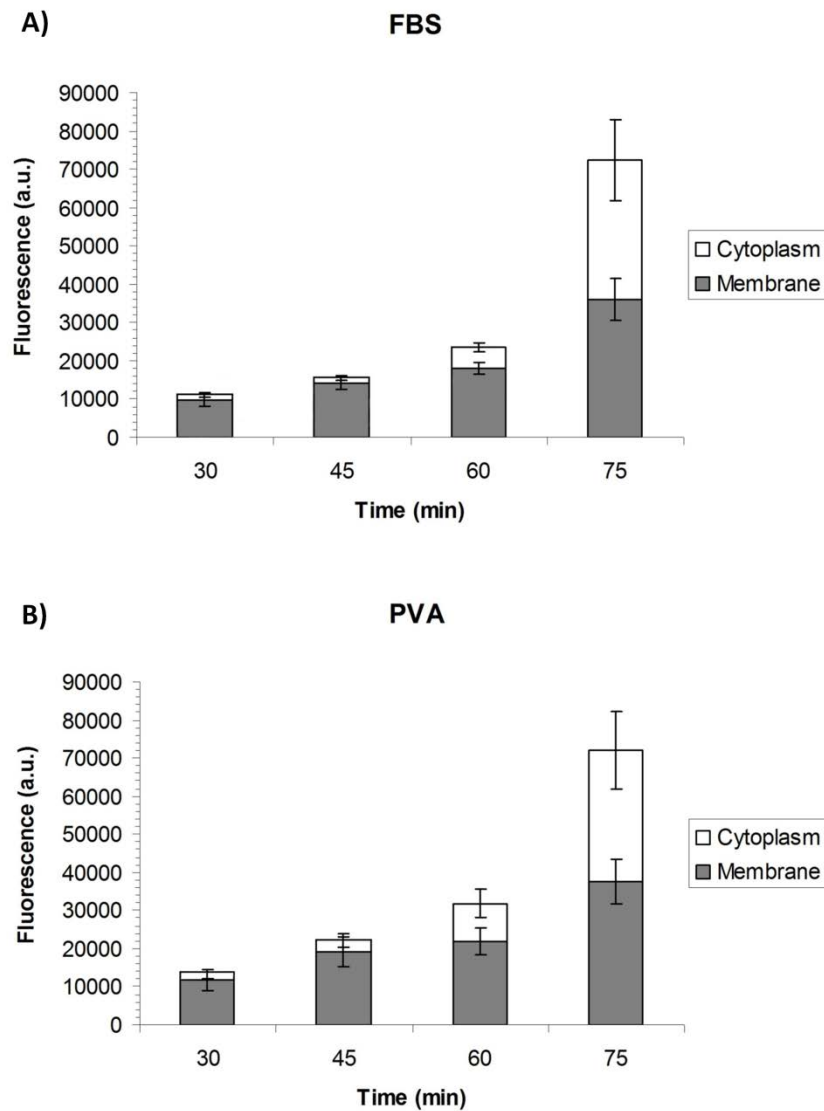 A)
FBS
Fluorescence (a.u.)
90000
80000
70000
60000
50000
40000
30000
20000
10000
0
30 45 60 75
Time (min)
Cytoplasm
Membrane
B)
PVA
Fluorescence (a.u.)
90000
80000
70000
60000
50000
40000
30000
20000
10000
0
30 45 60 75
Time (min)
Cytoplasm
Membrane